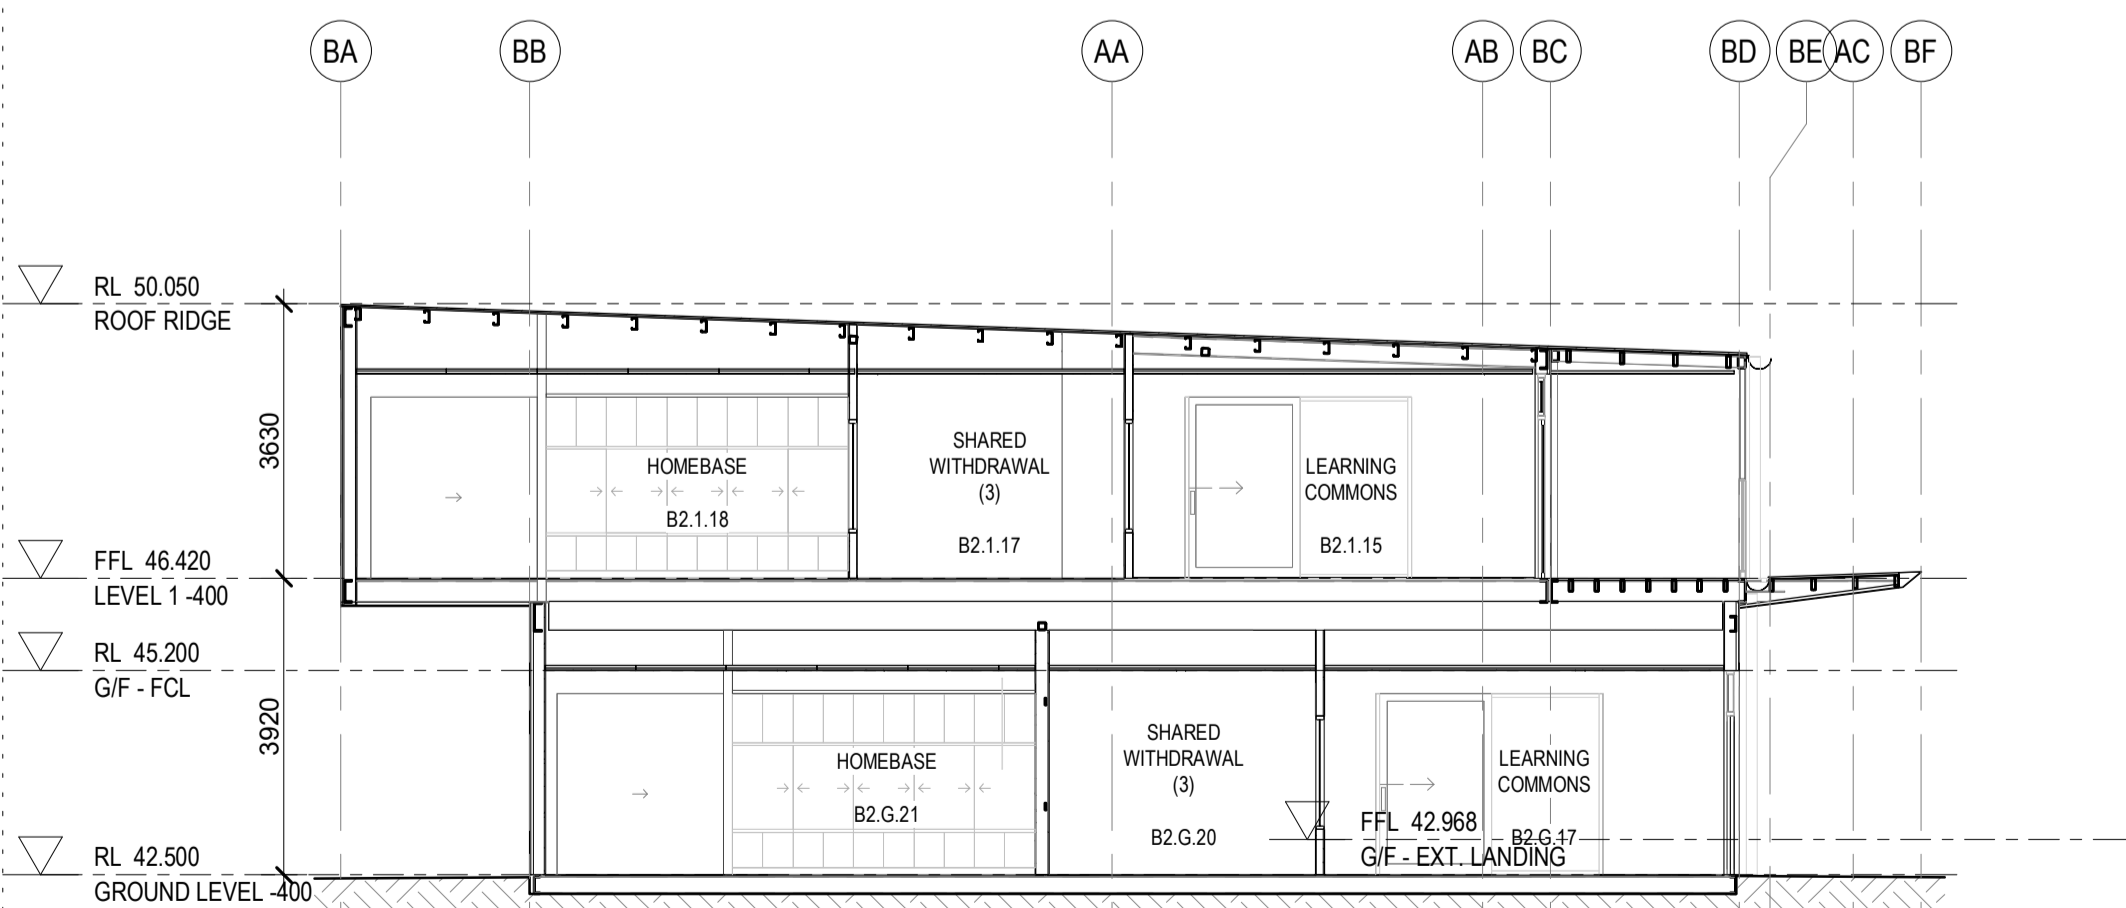 BA BB AA AB BC BD BE AC BF
RL 50.050
ROOF RIDGE
3630
SHARED
WITHDRAWAL
(3)
B2.1.17
HOMEBASE
B2.1.18
LEARNING
COMMONS
B2.1.15
FFL 46.420
LEVEL 1 -400
RL 45.200
G/F - FCL
3920
SHARED
WITHDRAWAL
(3)
B2.G.20
HOMEBASE
B2.G.21
LEARNING
COMMONS
B2.G.17
FFL 42.968
G/F - EXT. LANDING
RL 42.500
GROUND LEVEL -400